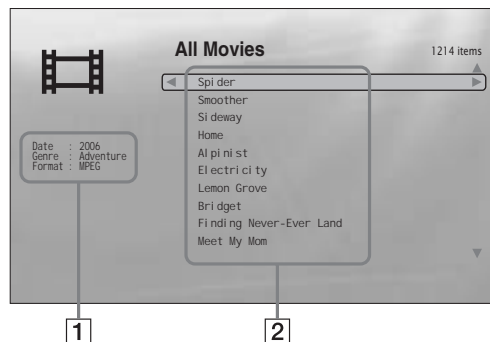 All Movies
1214 items
Spider
Smoother
Sideway
Home
Alpinist
Electricity
Lemon Grove
Bridget
Finding Never-Ever Land
Meet My Mom
Date : 2006
Genre : Adventure
Format : MPEG
1
2